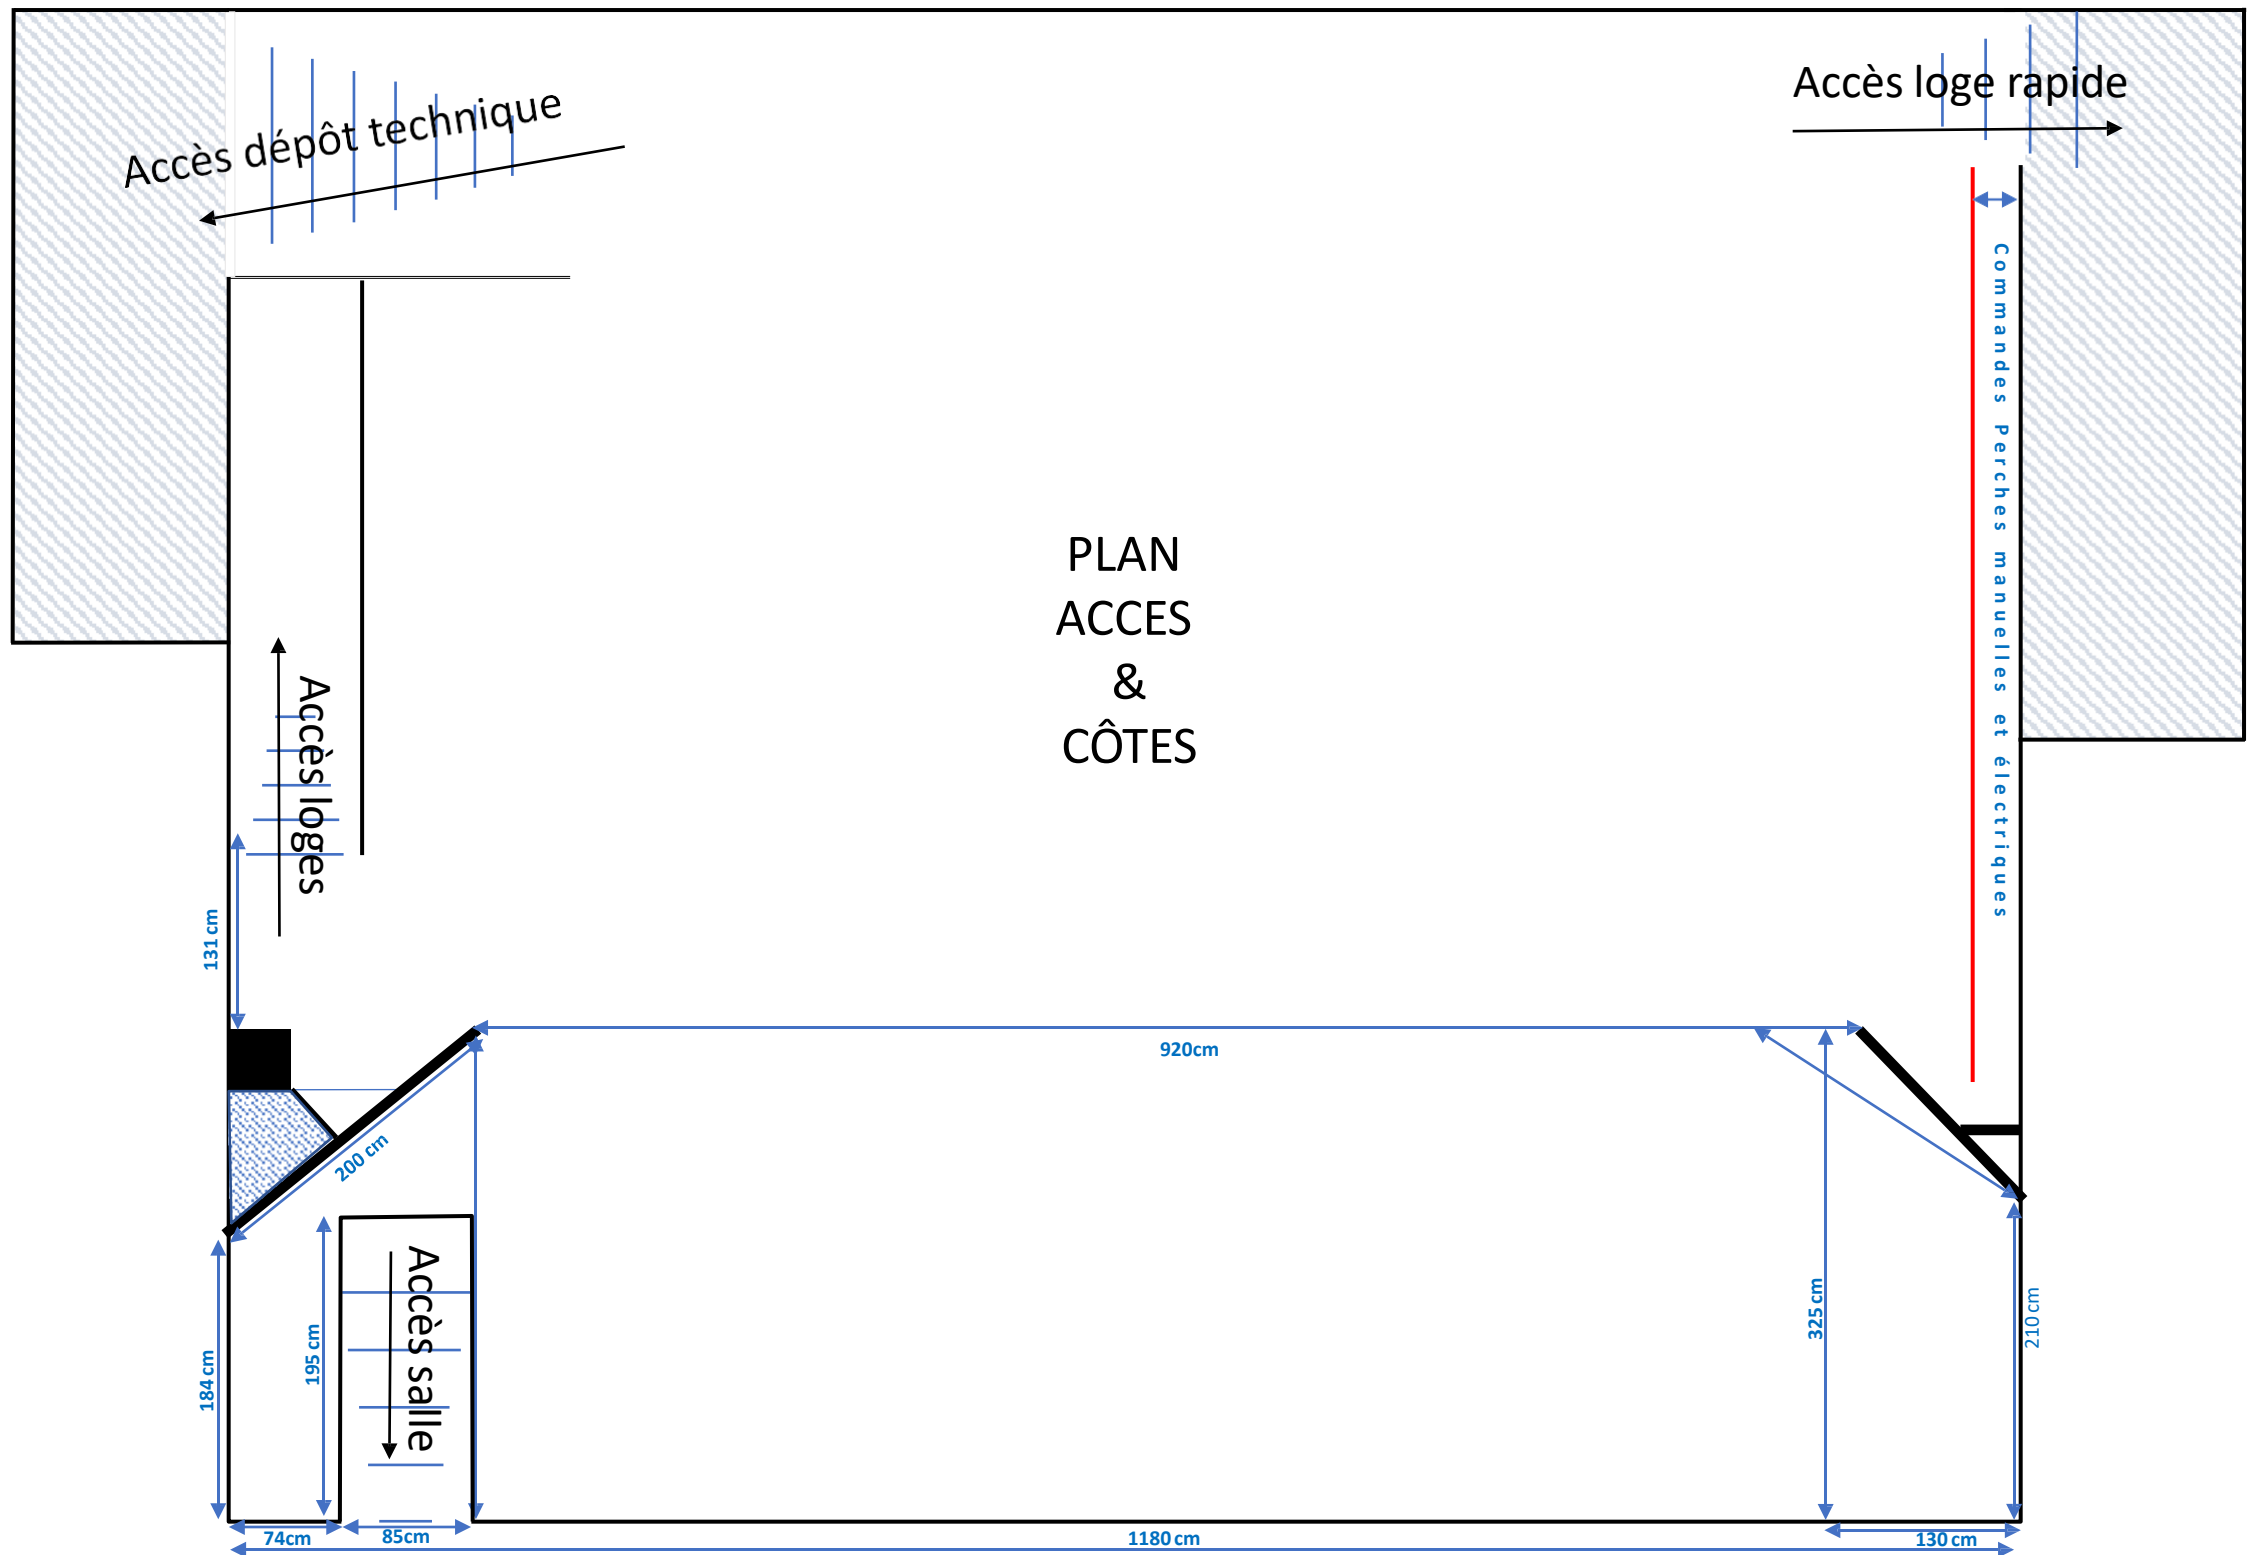 Accès dépôt technique
Accès loge rapide
Commandes Perches manuelles et électriques
PLAN
ACCES
&
CÔTES
Accès loges
131 cm
920cm
200 cm
Accès salle
184 cm
195 cm
325 cm
210 cm
74cm
85cm
1180 cm
130 cm